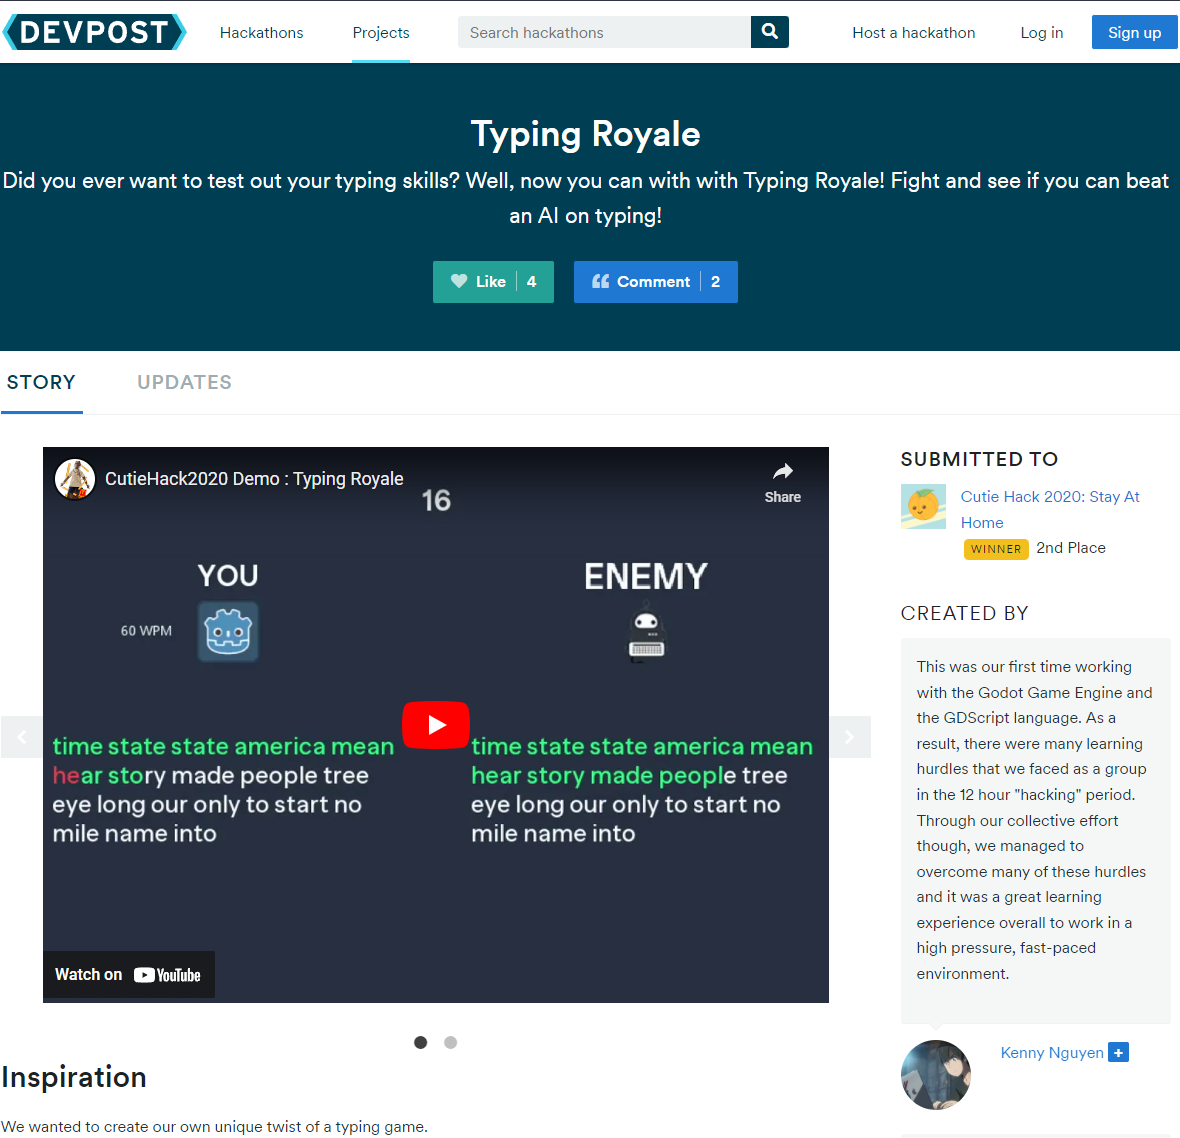 DEVPOST
Hackathons
Projects
Search hackathons
Host a hackathon
Log in
Sign up
Typing Royale
Did you ever want to test out your typing skills? Well, now you can with with Typing Royale! Fight and see if you can beat
an AI on typing!
Like 4
Comment 2
STORY
UPDATES
CutieHack2020 Demo : Typing Royale
Share
16
YOU
60 WPM
time state state america mean
hear story made people tree
eye long our only to start no
mile name into
ENEMY
time state state america mean
hear story made people tree
eye long our only to start no
mile name into
Watch on YouTube
Inspiration
We wanted to create our own unique twist of a typing game.
SUBMITTED TO
Cutie Hack 2020: Stay At
Home
WINNER 2nd Place
CREATED BY
This was our first time working
with the Godot Game Engine and
the GDScript language. As a
result, there were many learning
hurdles that we faced as a group
in the 12 hour "hacking" period.
Through our collective effort
though, we managed to
overcome many of these hurdles
and it was a great learning
experience overall to work in a
high pressure, fast-paced
environment.
Kenny Nguyen +